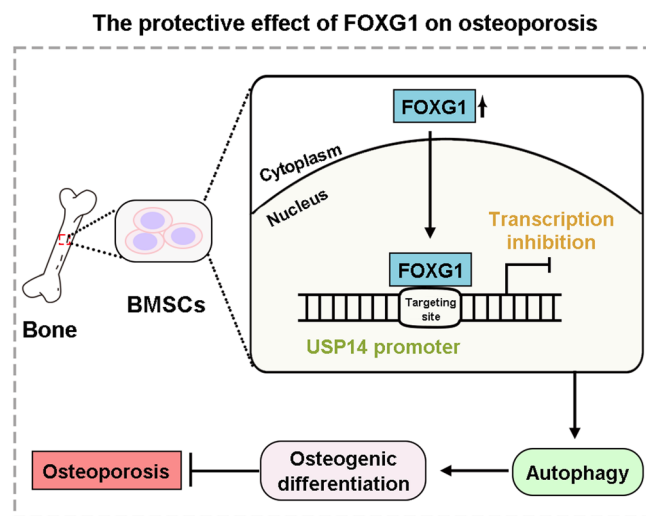 The protective effect of FOXG1 on osteoporosis
FOXG1
Cytoplasm
Nucleus
Transcription
inhibition
FOXG1
Targeting
site
USP14 promoter
BMSCs
Bone
Osteoporosis
Osteogenic
differentiation
Autophagy